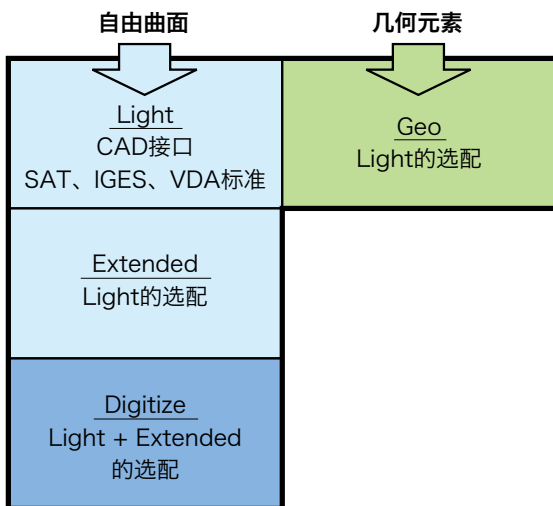 自由曲面
几何元素
Light
CAD接口
SAT、IGES、VDA标准
Geo
Light的选配
Extended
Light的选配
Digitize
Light + Extended
的选配